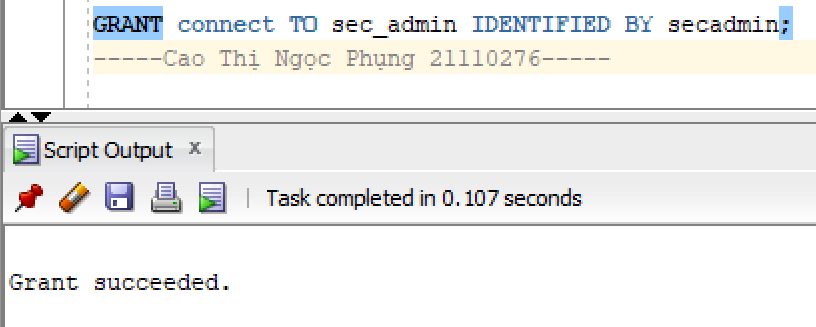 GRANT connect TO sec_admin IDENTIFIED BY secadmin;
-----Cao Thị Ngọc Phụng 21110276-----
Script Output x
Task completed in 0.107 seconds
Grant succeeded.